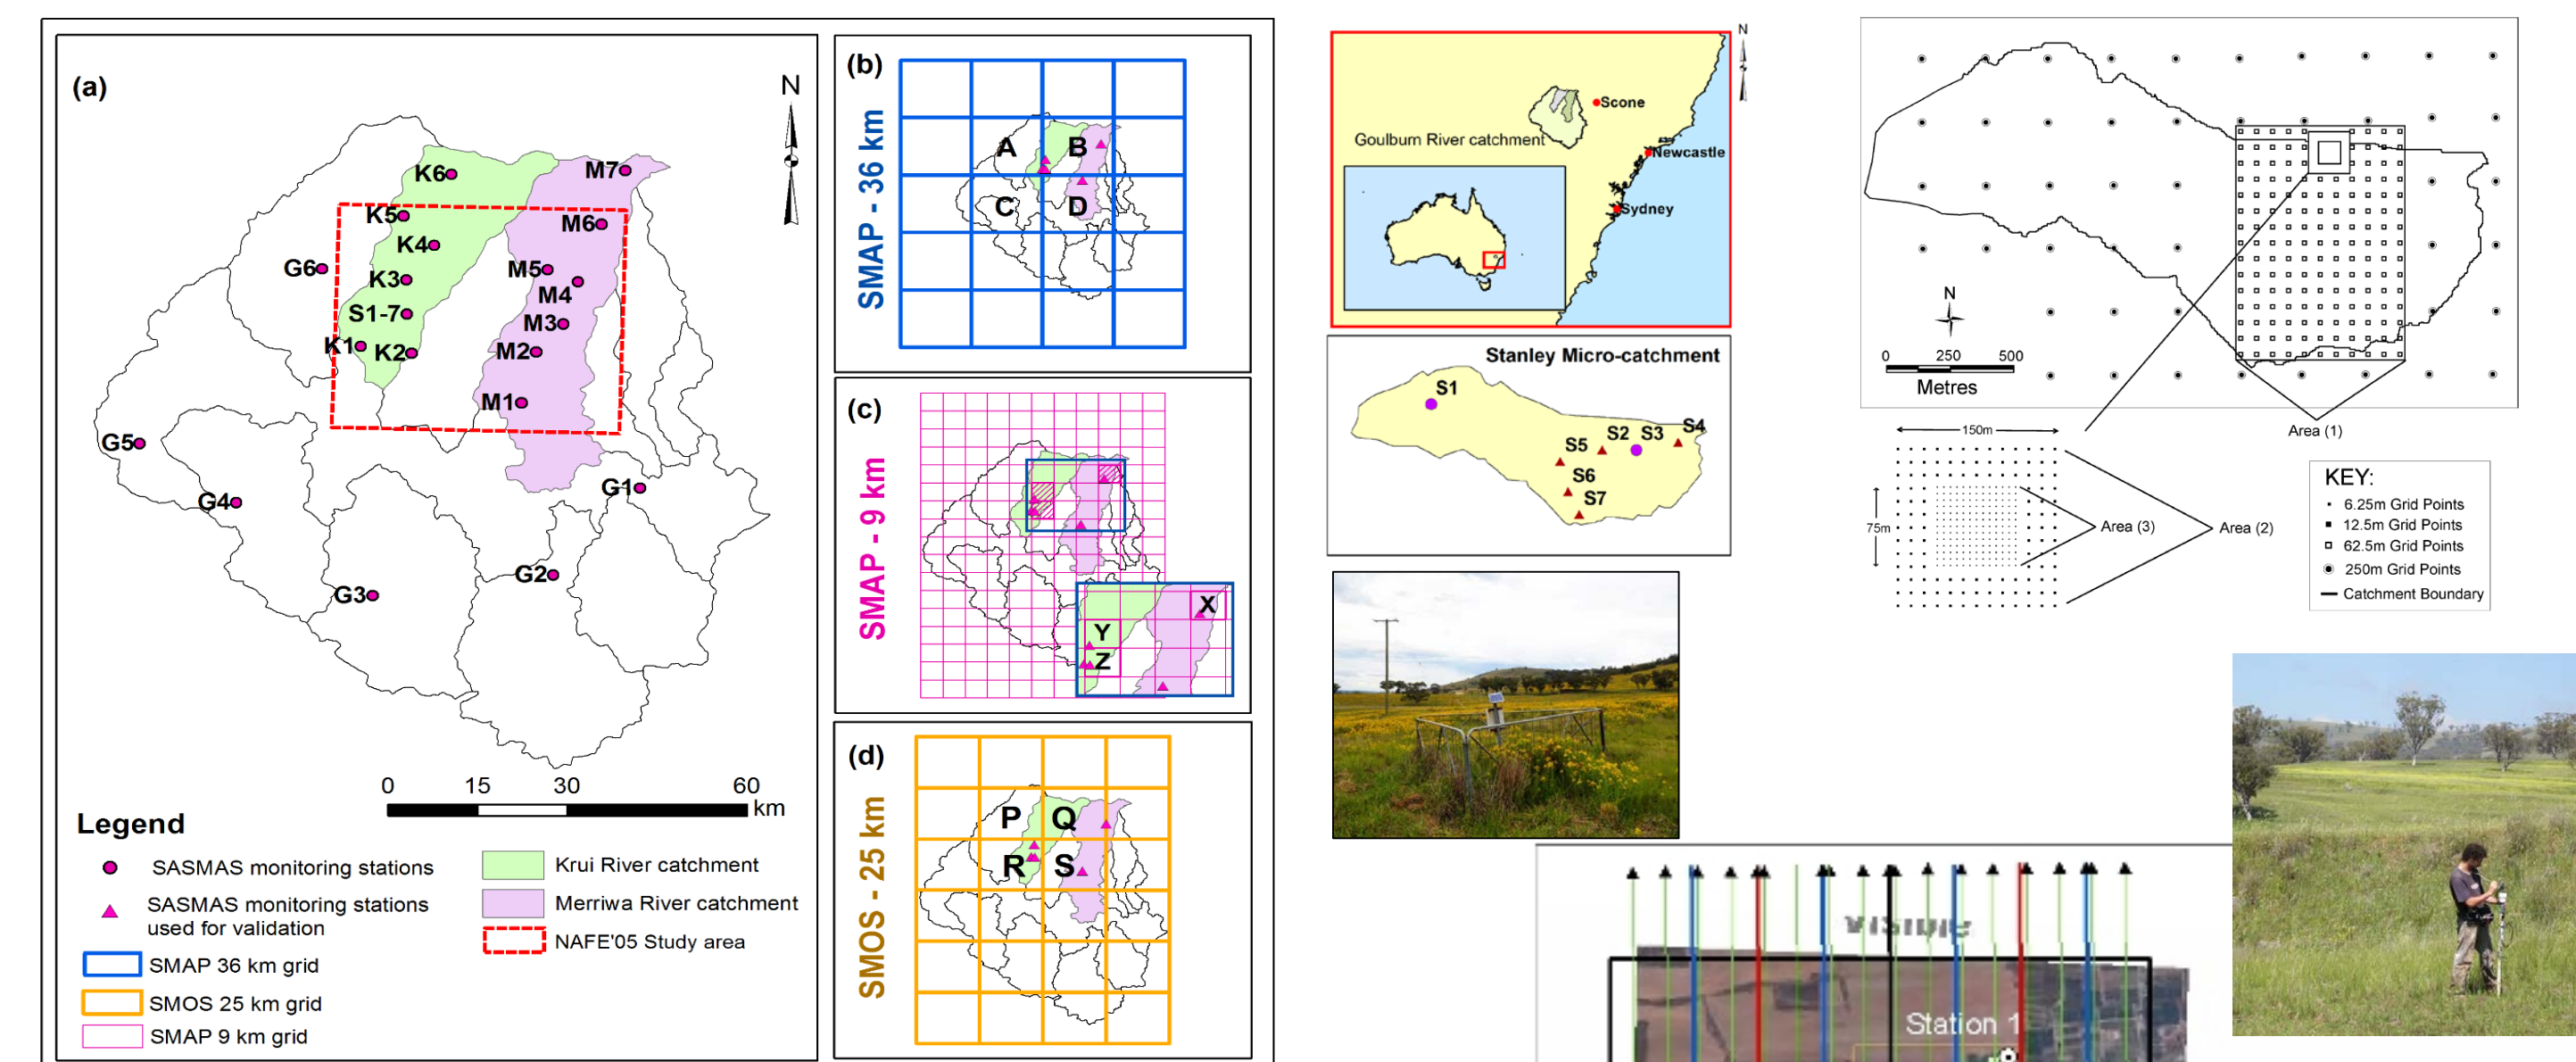 (a)
N
K6
M7
K5
M6
K4
G6
M5
K3
M4
S1-7
M3
K1
K2
M2
M1
G5
G1
G4
G2
G3
0 15 30 60
km
Legend
SASMAS monitoring stations
SASMAS monitoring stations
used for validation
SMAP 36 km grid
SMOS 25 km grid
SMAP 9 km grid
Krui River catchment
Merriwa River catchment
NAFE'05 Study area
(b)
SMAP - 36 km
A
B
C
D
(c)
SMAP - 9 km
X
Y
Z
(d)
SMOS - 25 km
P
Q
R
S
N
Scone
Goulburn River catchment
Newcastle
Sydney
Stanley Micro-catchment
S1
S2
S3
S4
S5
S6
S7
N
0 250 500
Metres
Area (1)
150m
75m
Area (3)
Area (2)
KEY:
6.25m Grid Points
12.5m Grid Points
62.5m Grid Points
250m Grid Points
Catchment Boundary
Station 1